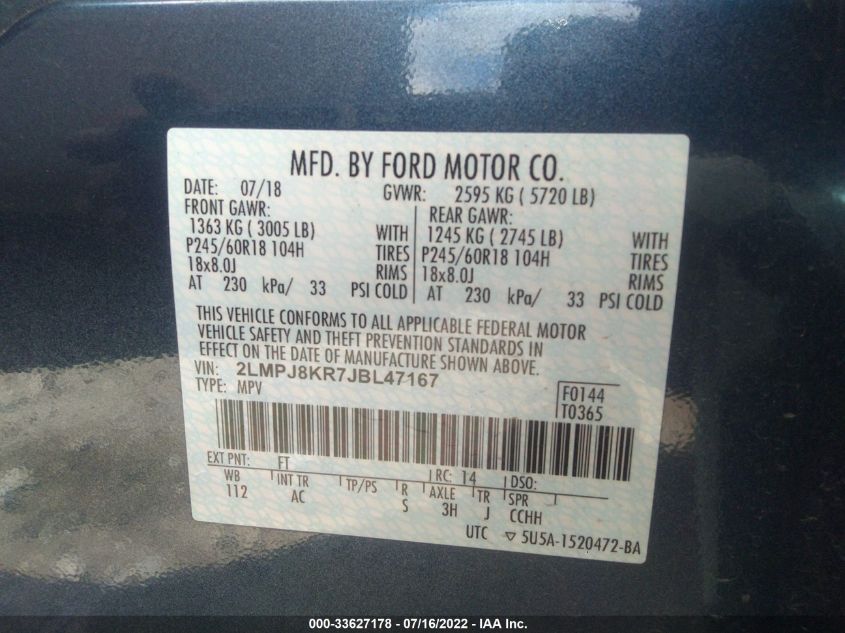 MFD. BY FORD MOTOR CO.
DATE: 07/18 GVWR: 2595 KG ( 5720 LB)
FRONT GAWR: REAR GAWR:
1363 KG ( 3005 LB) WITH 1245 KG ( 2745 LB) WITH
P245/60R18 104H TIRES P245/60R18 104H TIRES
18x8.0J RIMS 18x8.0J RIMS
AT 230 kPa/ 33 PSI COLD AT 230 kPa/ 33 PSI COLD
THIS VEHICLE CONFORMS TO ALL APPLICABLE FEDERAL MOTOR
VEHICLE SAFETY AND THEFT PREVENTION STANDARDS IN
EFFECT ON THE DATE OF MANUFACTURE SHOWN ABOVE.
VIN: 2LMPJ8KR7JBL47167
TYPE: MPV F0144
T0365
EXT PNT: FT RC: 14 DSO:
WB INT TR TP/PS R AXLE TR SPR
112 AC S 3H J CCHH
UTC ▽ 5U5A-1520472-BA
000-33627178 - 07/16/2022 - IAA Inc.